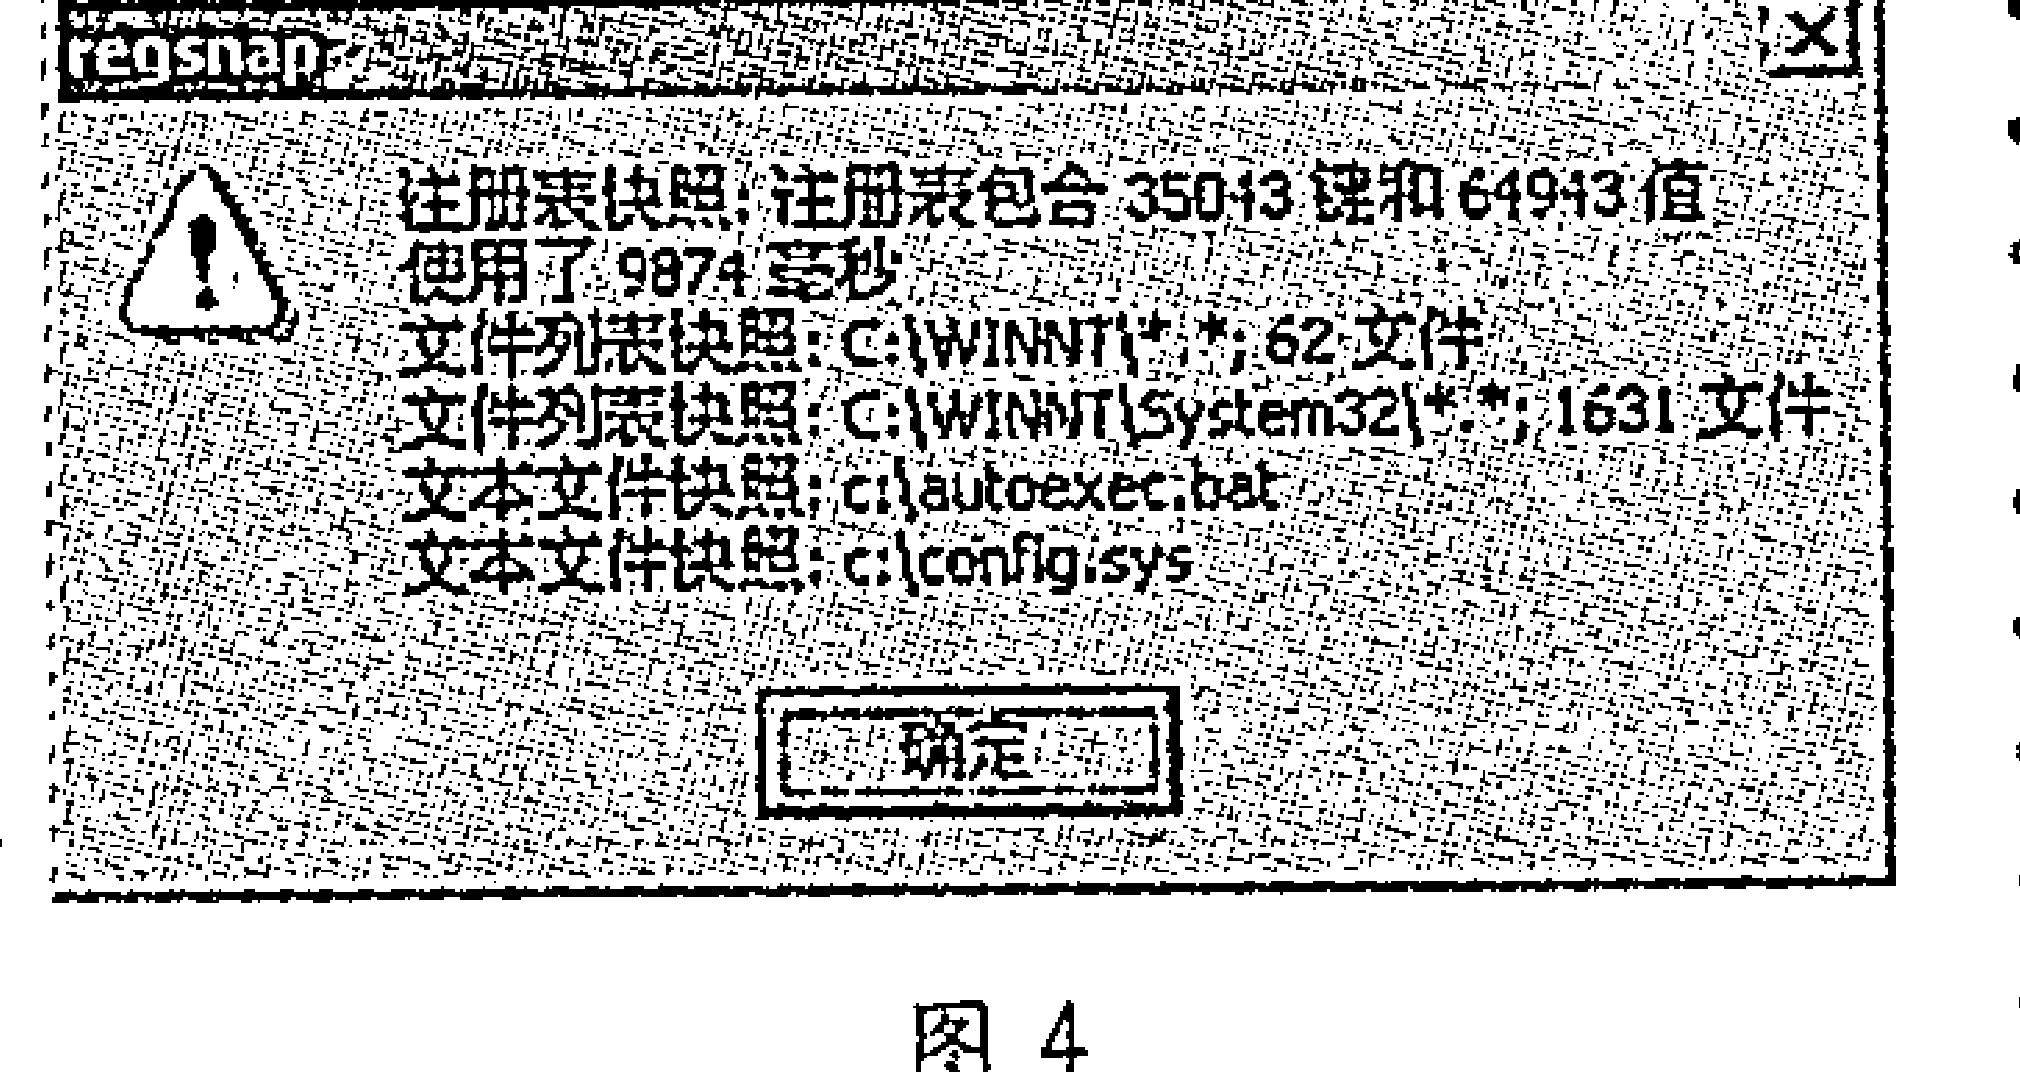 regsnap
注册表快照: 注册表包含 35043 键和 64943 值
使用了 9874 毫秒
文件列表快照: C:\WINNT\*.*; 62 文件
文件列表快照: C:\WINNT\System32\*.*; 1631 文件
文本文件快照: c:\autoexec.bat
文本文件快照: c:\config.sys
确定
图 4